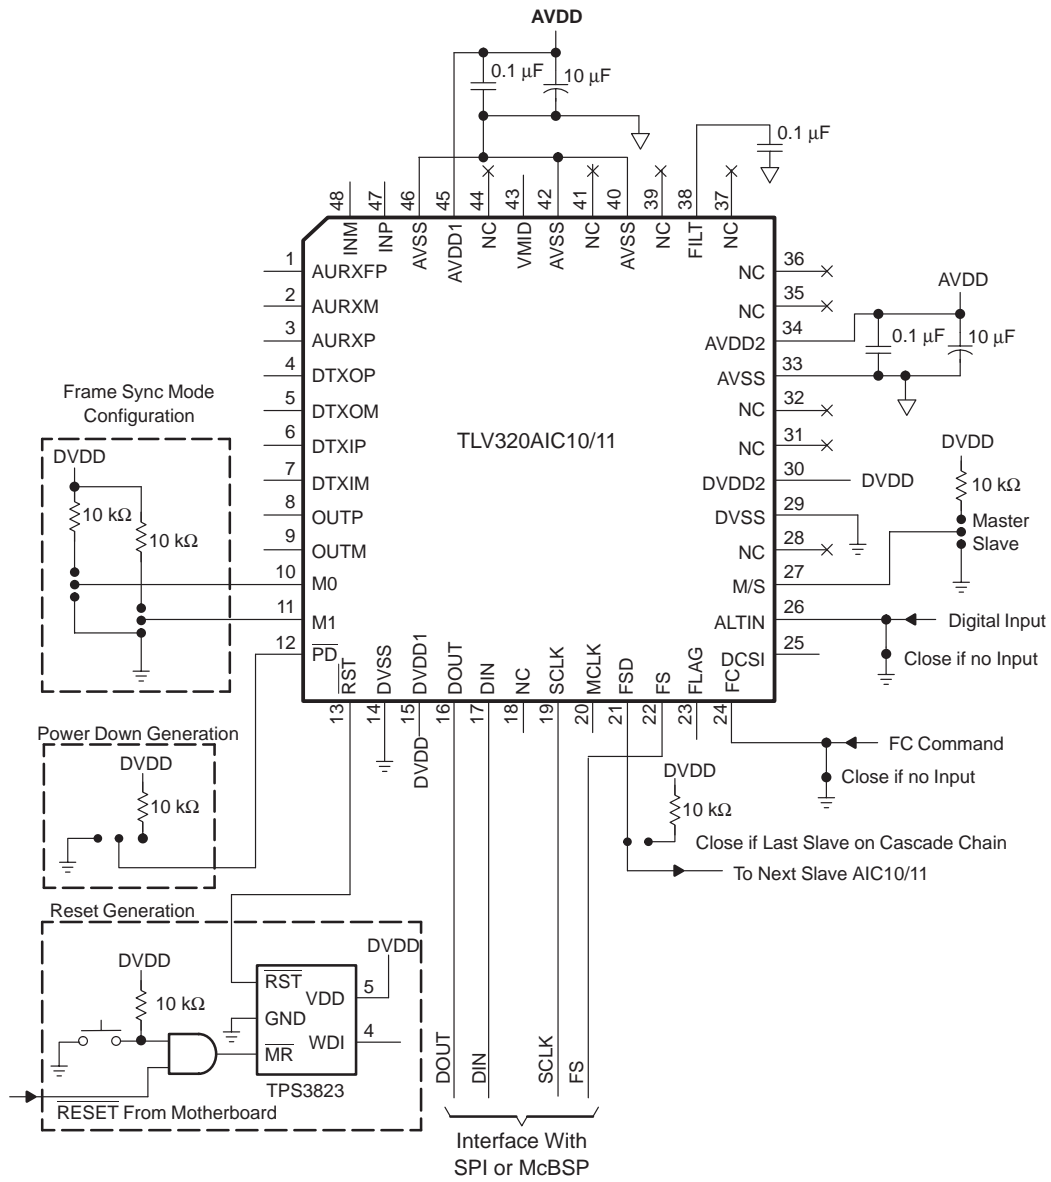 AVDD
0.1 µF
10 µF
0.1 µF
48
47
46
45
44
43
42
41
40
39
38
37
INM
INP
AVSS
AVDD1
NC
VMID
AVSS
NC
AVSS
NC
FILT
NC
1
AURXFP
2
AURXM
3
AURXP
4
DTXOP
5
DTXOM
6
DTXIP
7
DTXIM
8
OUTP
9
OUTM
10
M0
11
M1
12
PD
TLV320AIC10/11
NC
36
NC
35
AVDD2
34
AVSS
33
NC
32
NC
31
DVDD2
30
DVSS
29
NC
28
M/S
27
ALTIN
26
DCSI
25
AVDD
0.1 µF
10 µF
DVDD
DVDD
10 kΩ
Master
Slave
Digital Input
Close if no Input
RST
DVSS
DVDD1
DOUT
DIN
NC
SCLK
MCLK
FSD
FS
FLAG
FC
13
14
15
16
17
18
19
20
21
22
23
24
DVDD
FC Command
Close if no Input
DVDD
10 kΩ
Close if Last Slave on Cascade Chain
To Next Slave AIC10/11
Frame Sync Mode
Configuration
DVDD
10 kΩ
10 kΩ
Power Down Generation
DVDD
10 kΩ
Reset Generation
DVDD
10 kΩ
DVDD
RST
VDD
5
GND
WDI
4
MR
TPS3823
RESET From Motherboard
DOUT
DIN
SCLK
FS
Interface With
SPI or McBSP